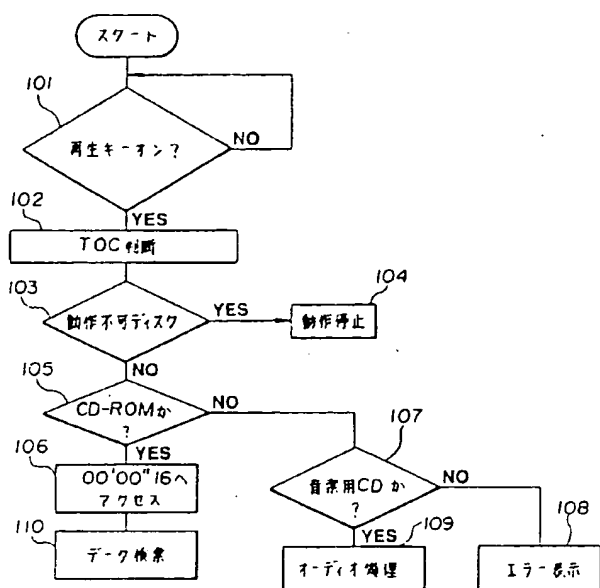 スタート
101
再生キーオン?
NO
YES
102
TOC判断
103
動作不可ディスク
YES
104
動作停止
NO
105
CD-ROMか
?
NO
YES
106
00'00"16へ
アクセス
110
データ検索
107
音楽用CDか
?
NO
YES
109
オーディオ処理
108
エラー表示